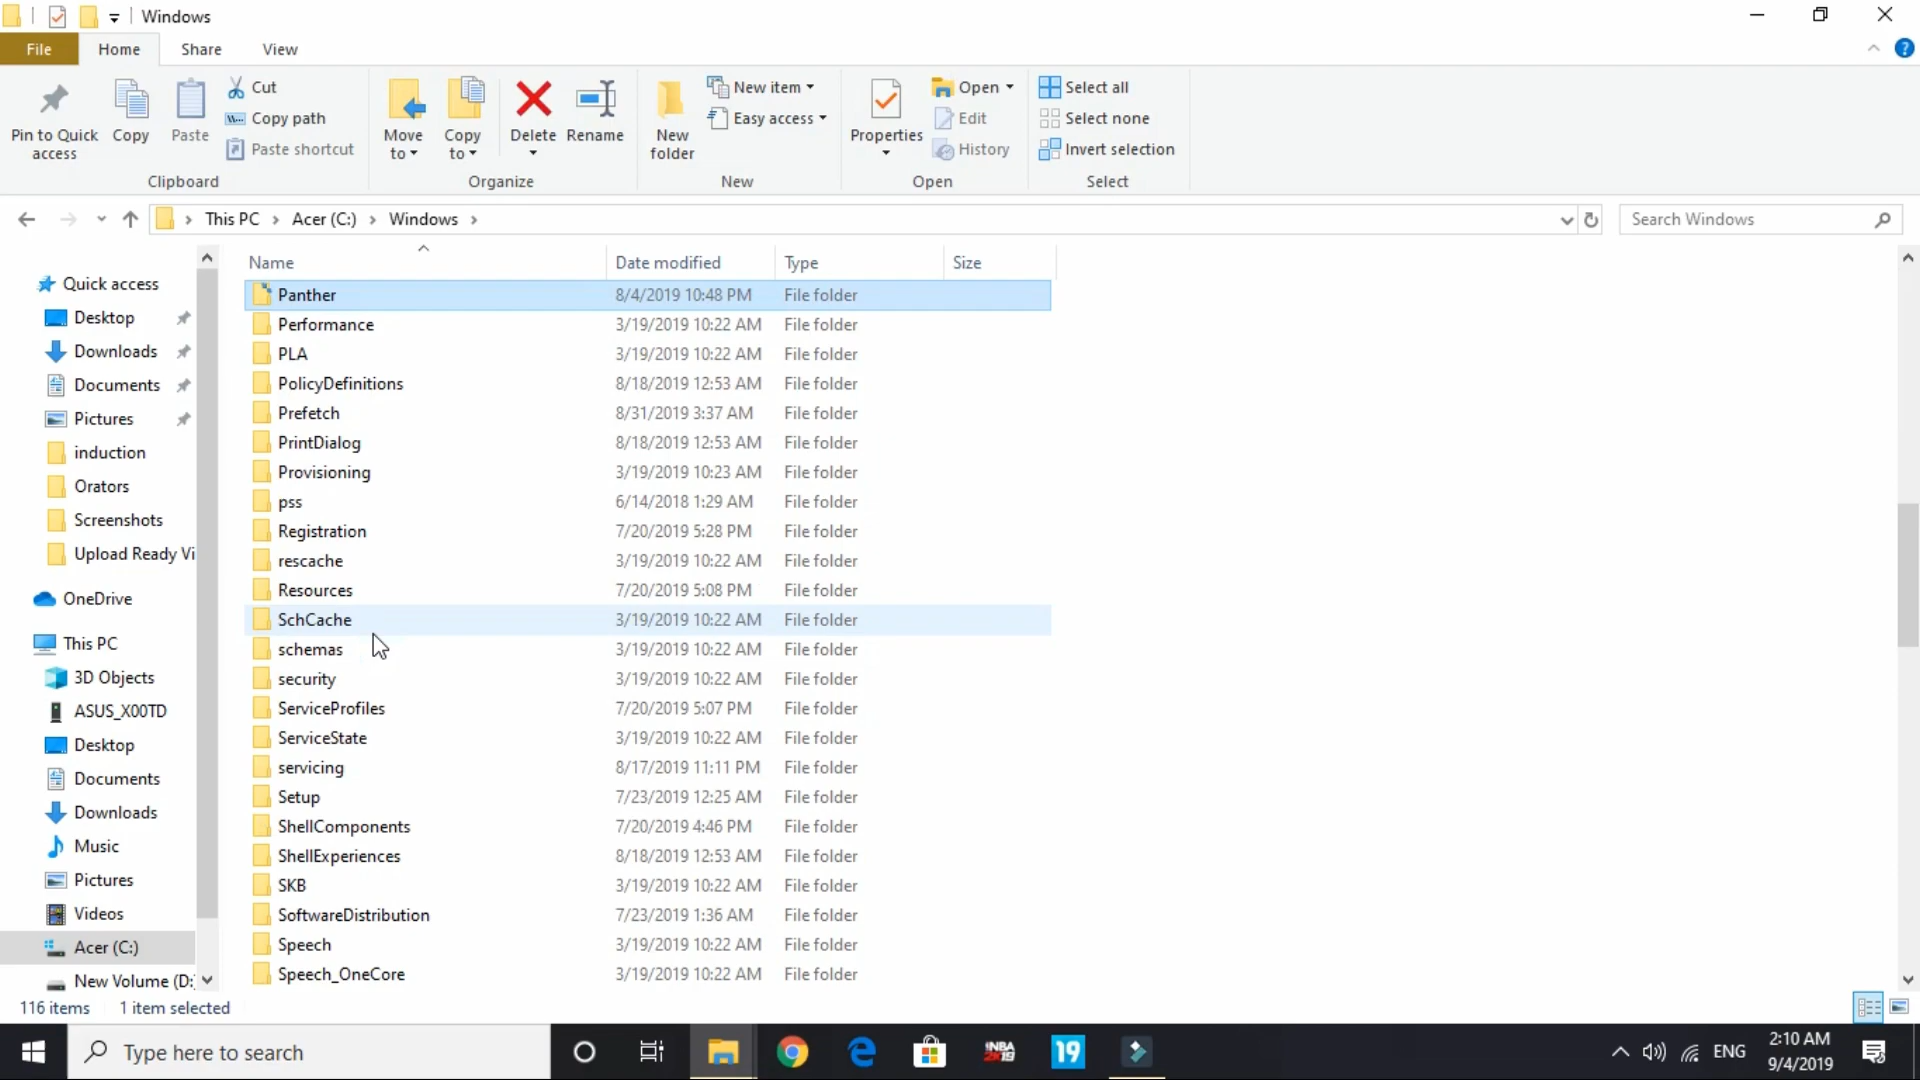 Windows
File Home Share View
Pin to Quick access
Copy
Paste
Cut
Copy path
Paste shortcut
Clipboard
Move to
Copy to
Delete
Rename
Organize
New folder
New item
Easy access
New
Properties
Open
Edit
History
Open
Select all
Select none
Invert selection
Select
This PC Acer (C:) Windows
Search Windows
Quick access
Desktop
Downloads
Documents
Pictures
induction
Orators
Screenshots
Upload Ready Vi
OneDrive
This PC
3D Objects
ASUS_X00TD
Desktop
Documents
Downloads
Music
Pictures
Videos
Acer (C:)
New Volume (D:
Name Date modified Type Size
Panther 8/4/2019 10:48 PM File folder
Performance 3/19/2019 10:22 AM File folder
PLA 3/19/2019 10:22 AM File folder
PolicyDefinitions 8/18/2019 12:53 AM File folder
Prefetch 8/31/2019 3:37 AM File folder
PrintDialog 8/18/2019 12:53 AM File folder
Provisioning 3/19/2019 10:23 AM File folder
pss 6/14/2018 1:29 AM File folder
Registration 7/20/2019 5:28 PM File folder
rescache 3/19/2019 10:22 AM File folder
Resources 7/20/2019 5:08 PM File folder
SchCache 3/19/2019 10:22 AM File folder
schemas 3/19/2019 10:22 AM File folder
security 3/19/2019 10:22 AM File folder
ServiceProfiles 7/20/2019 5:07 PM File folder
ServiceState 3/19/2019 10:22 AM File folder
servicing 8/17/2019 11:11 PM File folder
Setup 7/23/2019 12:25 AM File folder
ShellComponents 7/20/2019 4:46 PM File folder
ShellExperiences 8/18/2019 12:53 AM File folder
SKB 3/19/2019 10:22 AM File folder
SoftwareDistribution 7/23/2019 1:36 AM File folder
Speech 3/19/2019 10:22 AM File folder
Speech_OneCore 3/19/2019 10:22 AM File folder
116 items 1 item selected
Type here to search
NBA 2K19
19
ENG
2:10 AM
9/4/2019